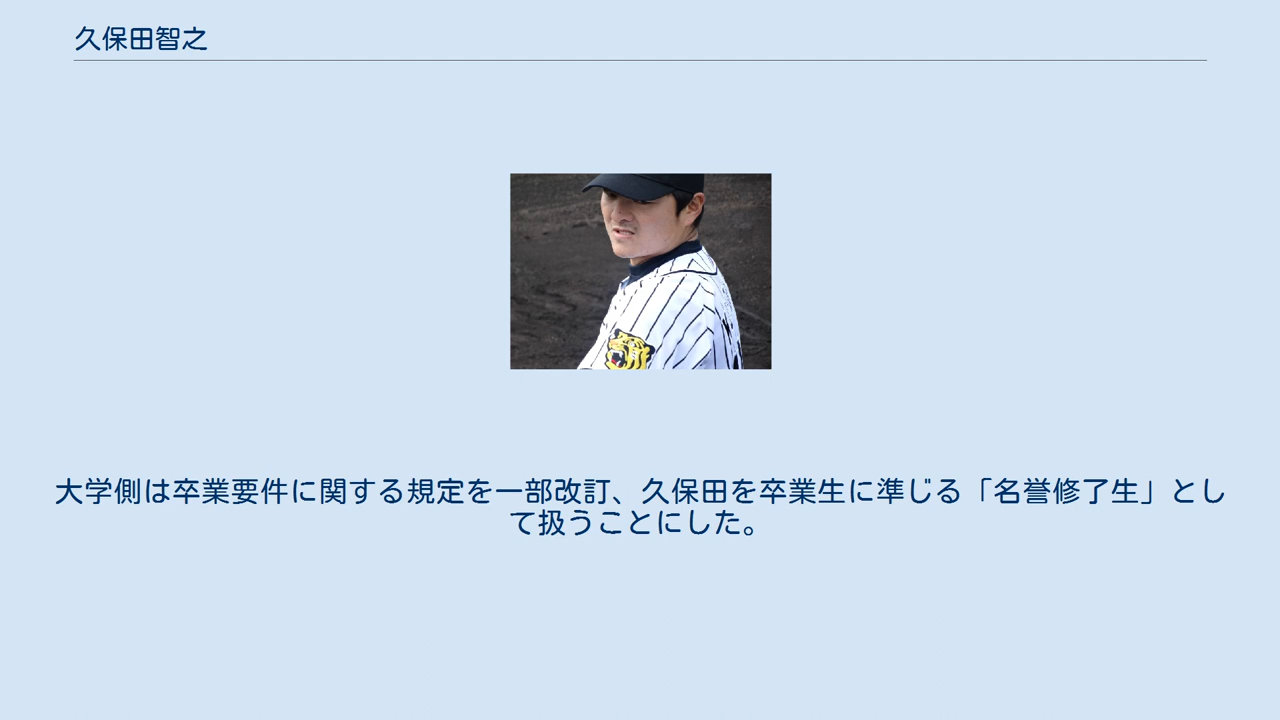 久保田智之
大学側は卒業要件に関する規定を一部改訂、久保田を卒業生に準じる「名誉修了生」とし
て扱うことにした。